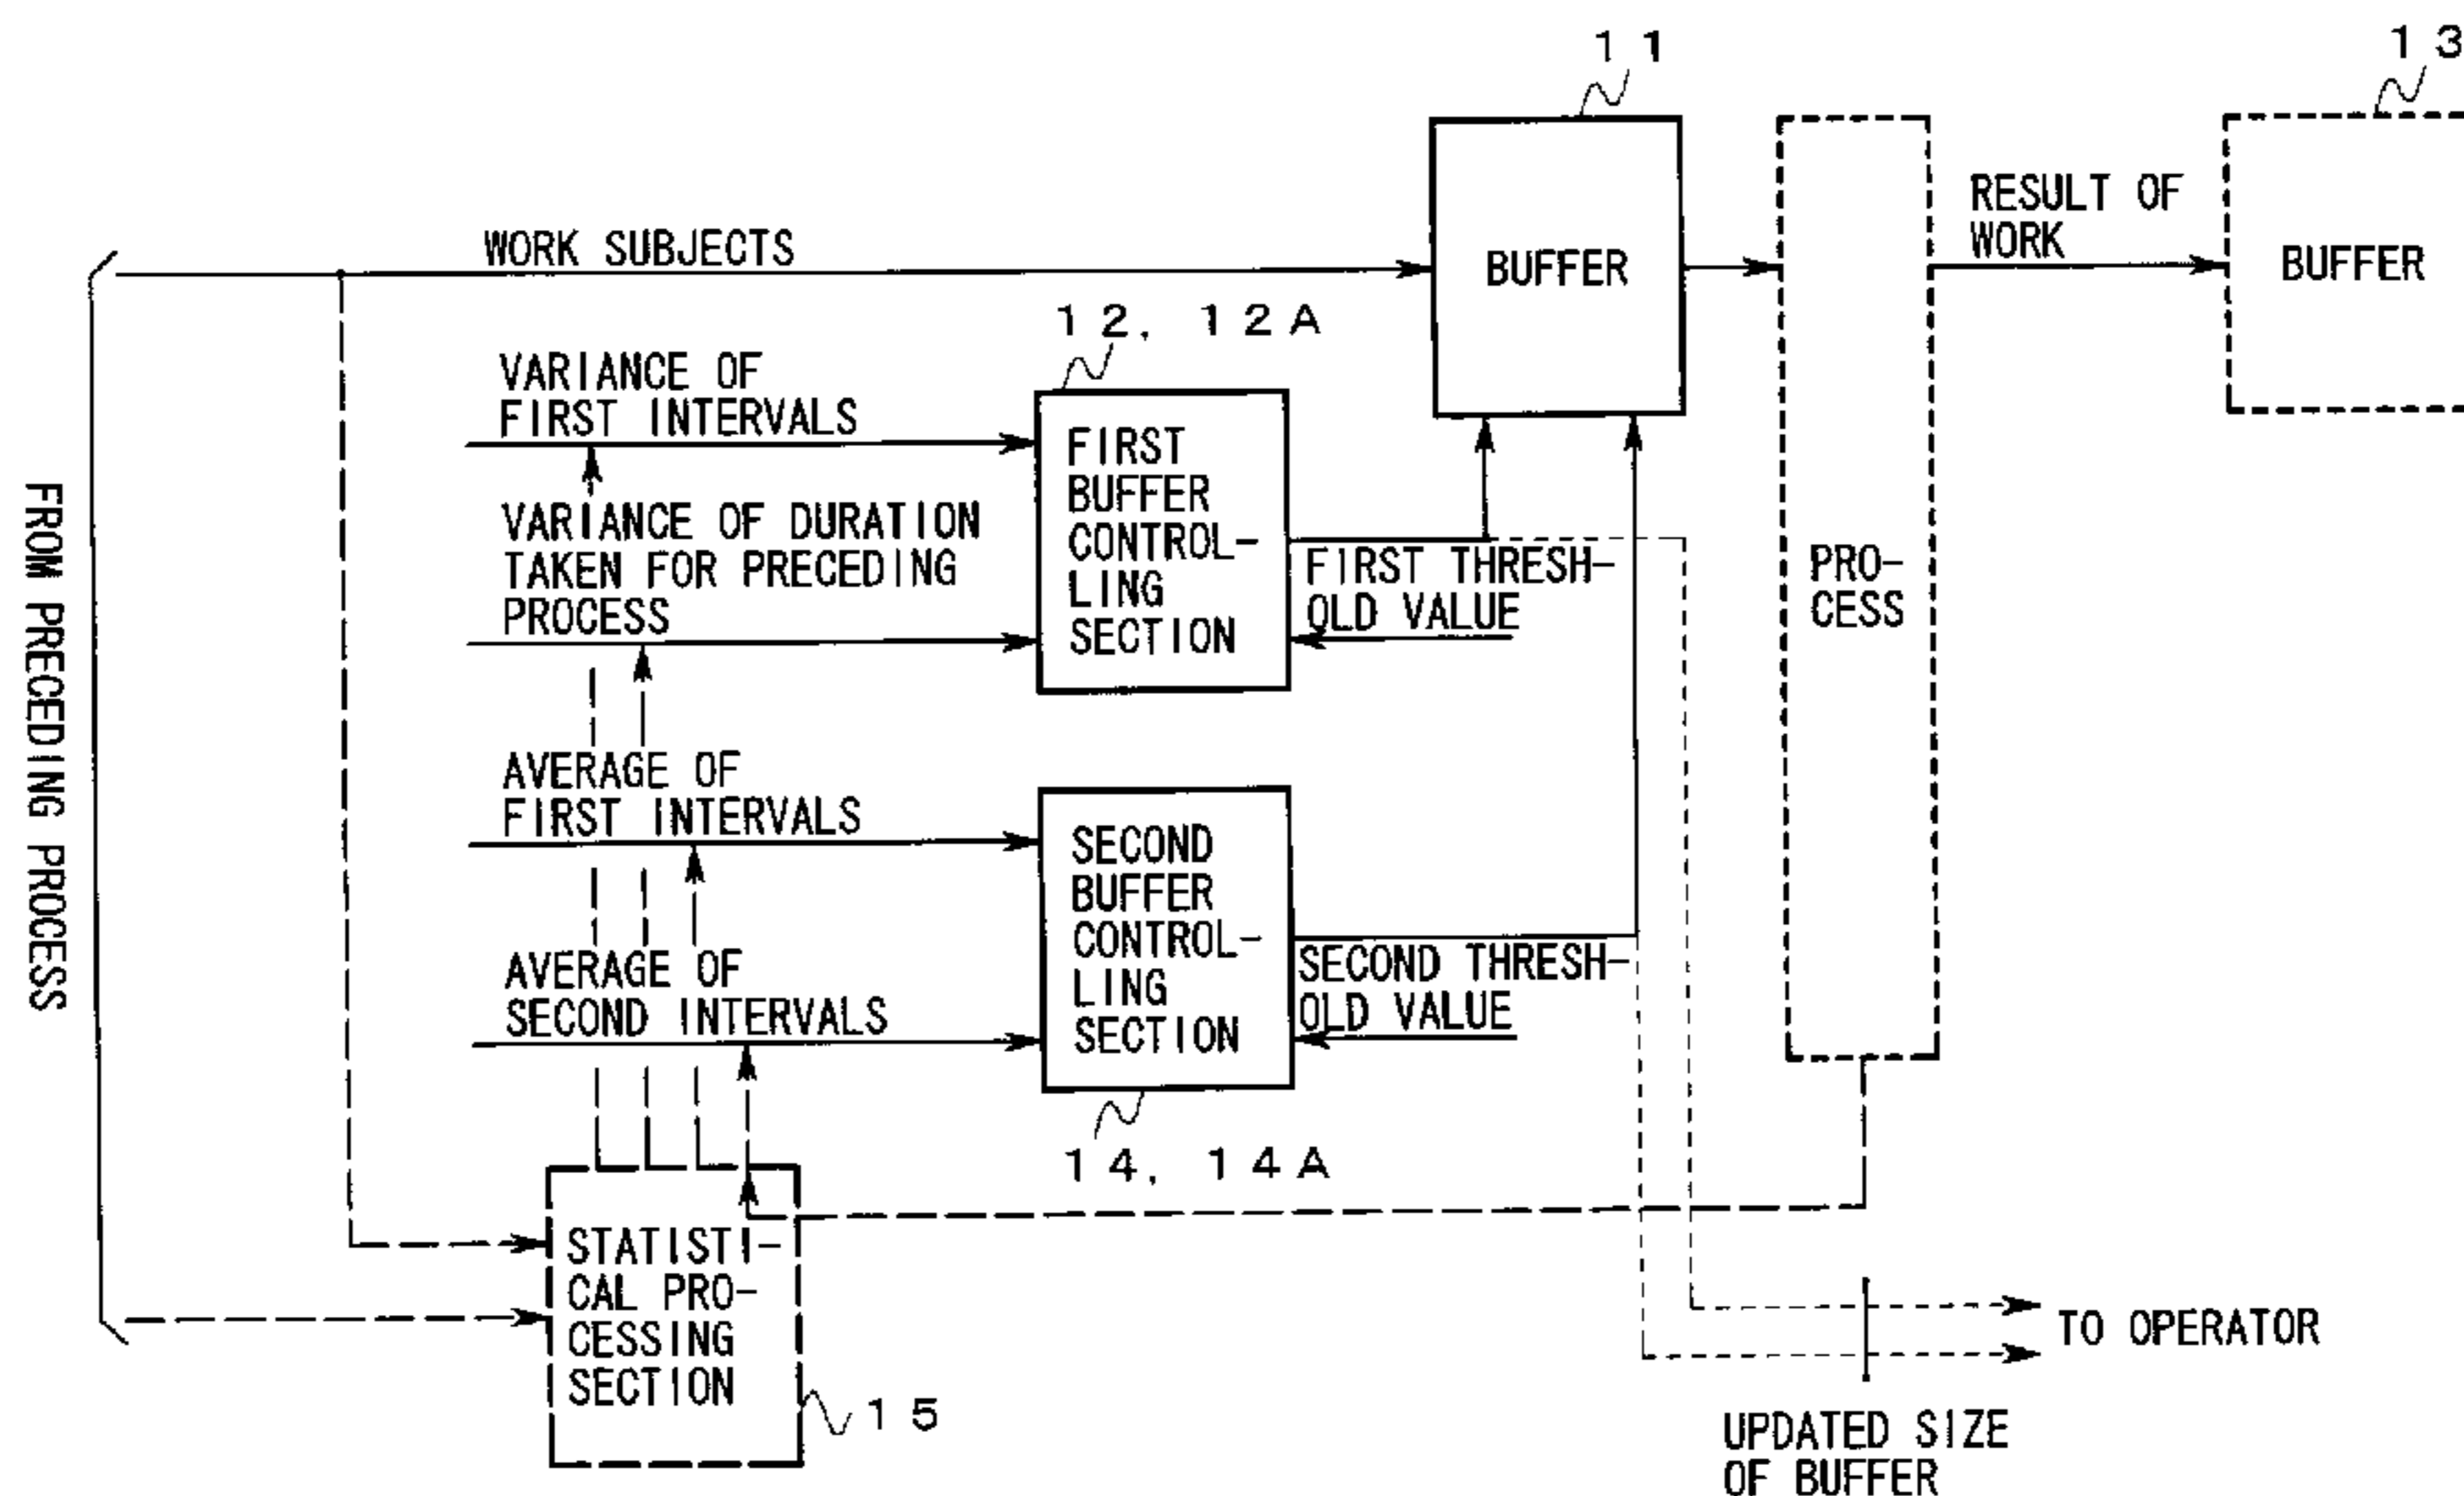 11
13
WORK SUBJECTS
BUFFER
RESULT OF
WORK
BUFFER
12, 12A
VARIANCE OF
FIRST INTERVALS
VARIANCE OF DURATION
TAKEN FOR PRECEDING
PROCESS
FIRST
BUFFER
CONTROL-
LING
SECTION
FIRST THRESH-
OLD VALUE
PRO-
CESS
FROM PRECEDING PROCESS
AVERAGE OF
FIRST INTERVALS
AVERAGE OF
SECOND INTERVALS
SECOND
BUFFER
CONTROL-
LING
SECTION
SECOND THRESH-
OLD VALUE
14, 14A
STATISTI-
CAL PRO-
CESSING
SECTION
15
TO OPERATOR
UPDATED SIZE
OF BUFFER